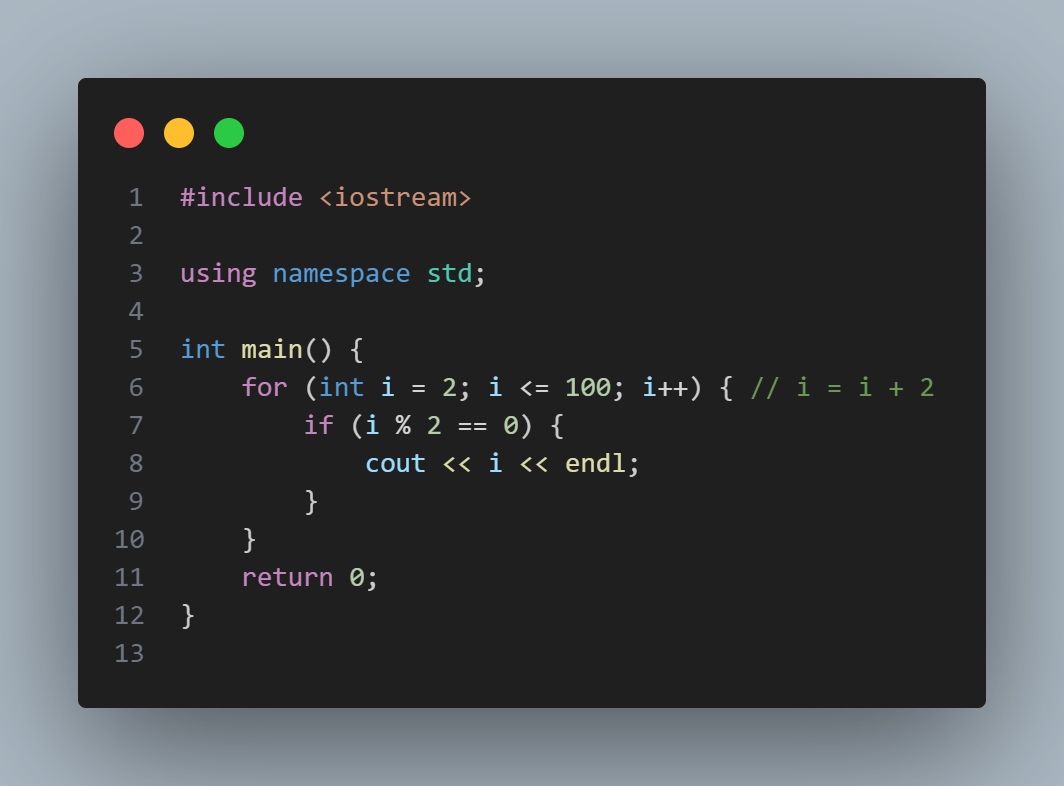 1 #include <iostream>
2
3 using namespace std;
4
5 int main() {
6     for (int i = 2; i <= 100; i++) { // i = i + 2
7         if (i % 2 == 0) {
8             cout << i << endl;
9         }
10     }
11     return 0;
12 }
13